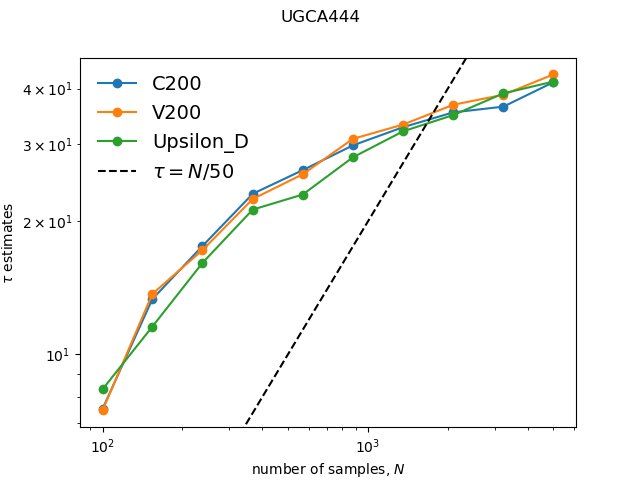 UGCA444
C200
V200
Upsilon_D
τ = N/50
τ estimates
4 × 10¹
3 × 10¹
2 × 10¹
10¹
10² 10³
number of samples, N